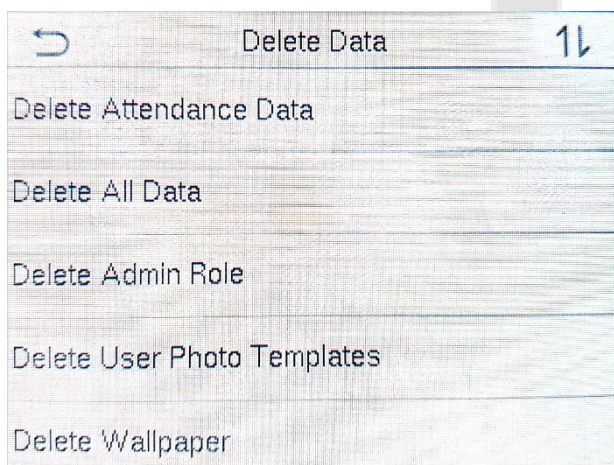 Delete Data
Delete Attendance Data
Delete All Data
Delete Admin Role
Delete User Photo Templates
Delete Wallpaper